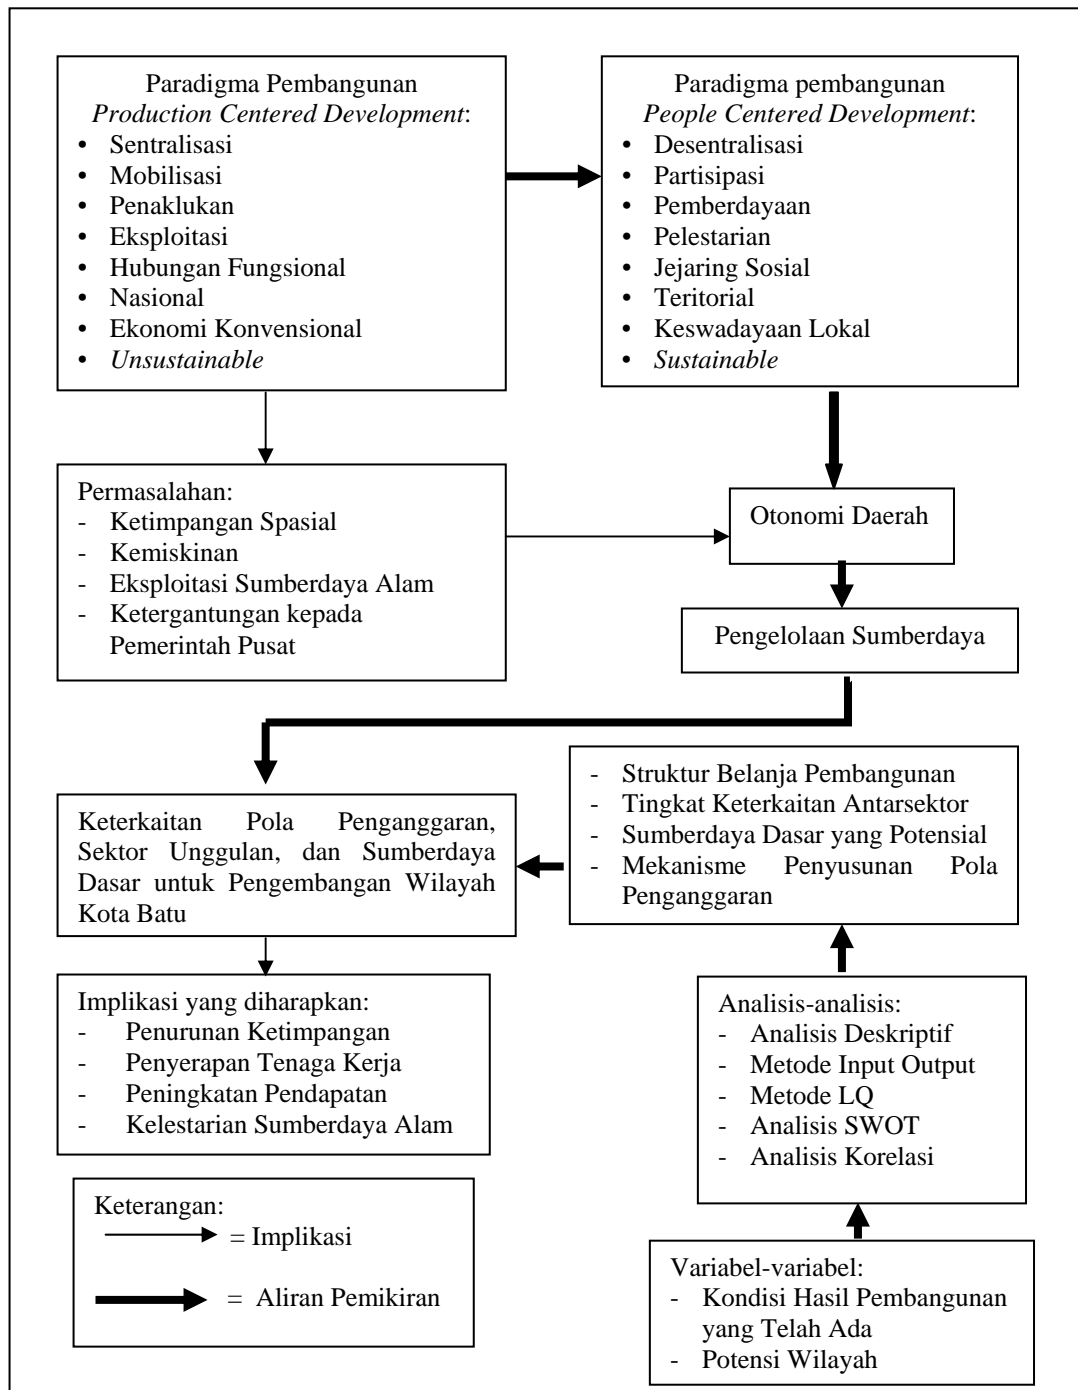 Paradigma Pembangunan
Production Centered Development:
• Sentralisasi
• Mobilisasi
• Penaklukan
• Eksploitasi
• Hubungan Fungsional
• Nasional
• Ekonomi Konvensional
• Unsustainable
Paradigma pembangunan
People Centered Development:
• Desentralisasi
• Partisipasi
• Pemberdayaan
• Pelestarian
• Jejaring Sosial
• Teritorial
• Keswadayaan Lokal
• Sustainable
Permasalahan:
- Ketimpangan Spasial
- Kemiskinan
- Eksploitasi Sumberdaya Alam
- Ketergantungan kepada
Pemerintah Pusat
Otonomi Daerah
Pengelolaan Sumberdaya
Keterkaitan Pola Penganggaran,
Sektor Unggulan, dan Sumberdaya
Dasar untuk Pengembangan Wilayah
Kota Batu
- Struktur Belanja Pembangunan
- Tingkat Keterkaitan Antarsektor
- Sumberdaya Dasar yang Potensial
- Mekanisme Penyusunan Pola
Penganggaran
Implikasi yang diharapkan:
- Penurunan Ketimpangan
- Penyerapan Tenaga Kerja
- Peningkatan Pendapatan
- Kelestarian Sumberdaya Alam
Analisis-analisis:
- Analisis Deskriptif
- Metode Input Output
- Metode LQ
- Analisis SWOT
- Analisis Korelasi
Keterangan:
= Implikasi
= Aliran Pemikiran
Variabel-variabel:
- Kondisi Hasil Pembangunan
yang Telah Ada
- Potensi Wilayah